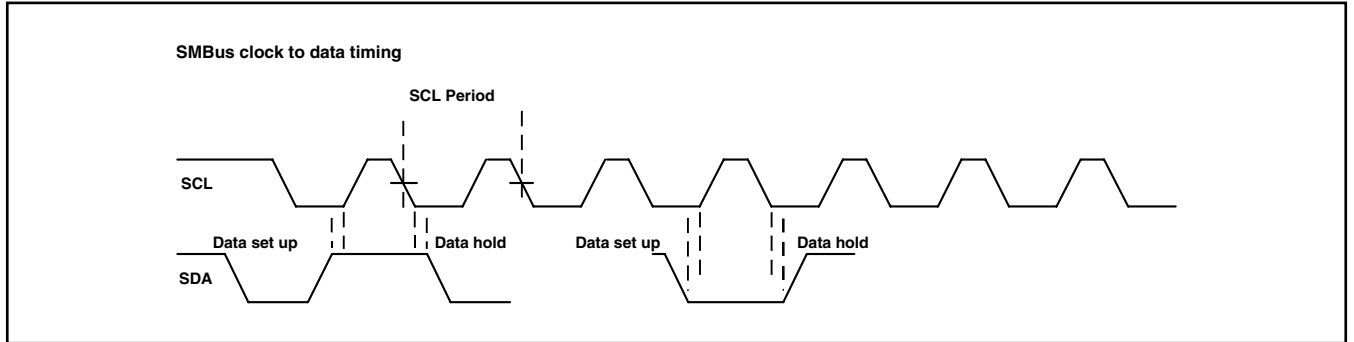 SMBus clock to data timing
SCL Period
SCL
Data set up
Data hold
Data set up
Data hold
SDA